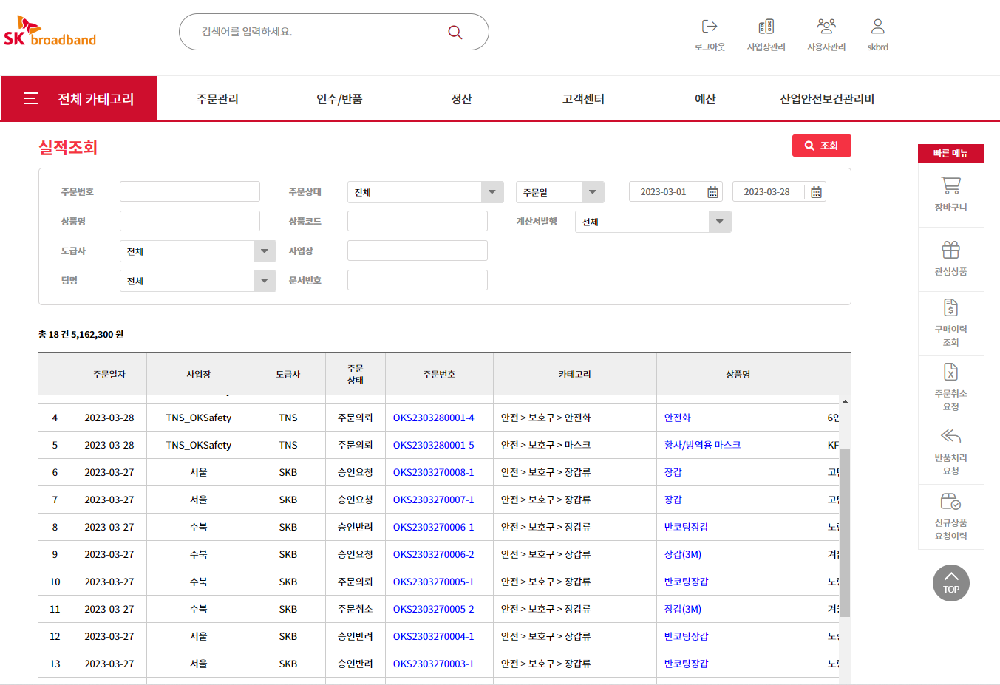 SK broadband
검색어를 입력하세요.
로그아웃
사업장관리
사용자관리
skbrd
전체 카테고리
주문관리
인수/반품
정산
고객센터
예산
산업안전보건관리비
실적조회
조회
주문번호
주문상태 전체
주문일
2023-03-01
2023-03-28
상품명
상품코드
계산서발행 전체
도급사 전체
사업장
팀명 전체
문서번호
총 18 건 5,162,300 원
주문일자 사업장 도급사 주문 상태 주문번호 카테고리 상품명
4 2023-03-28 TNS_OKSafety TNS 주문의뢰 OKS2303280001-4 안전 > 보호구 > 안전화 안전화
5 2023-03-28 TNS_OKSafety TNS 주문의뢰 OKS2303280001-5 안전 > 보호구 > 마스크 황사/방역용 마스크 KF
6 2023-03-27 서울 SKB 승인요청 OKS2303270008-1 안전 > 보호구 > 장갑류 장갑
7 2023-03-27 서울 SKB 승인요청 OKS2303270007-1 안전 > 보호구 > 장갑류 장갑
8 2023-03-27 수북 SKB 승인반려 OKS2303270006-1 안전 > 보호구 > 장갑류 반코팅장갑
9 2023-03-27 수북 SKB 승인요청 OKS2303270006-2 안전 > 보호구 > 장갑류 장갑(3M)
10 2023-03-27 수북 SKB 주문의뢰 OKS2303270005-1 안전 > 보호구 > 장갑류 반코팅장갑
11 2023-03-27 수북 SKB 주문취소 OKS2303270005-2 안전 > 보호구 > 장갑류 장갑(3M)
12 2023-03-27 서울 SKB 승인반려 OKS2303270004-1 안전 > 보호구 > 장갑류 반코팅장갑
13 2023-03-27 서울 SKB 승인반려 OKS2303270003-1 안전 > 보호구 > 장갑류 반코팅장갑
빠른 메뉴
장바구니
관심상품
구매이력
조회
주문취소
요청
반품처리
요청
신규상품
요청이력
TOP